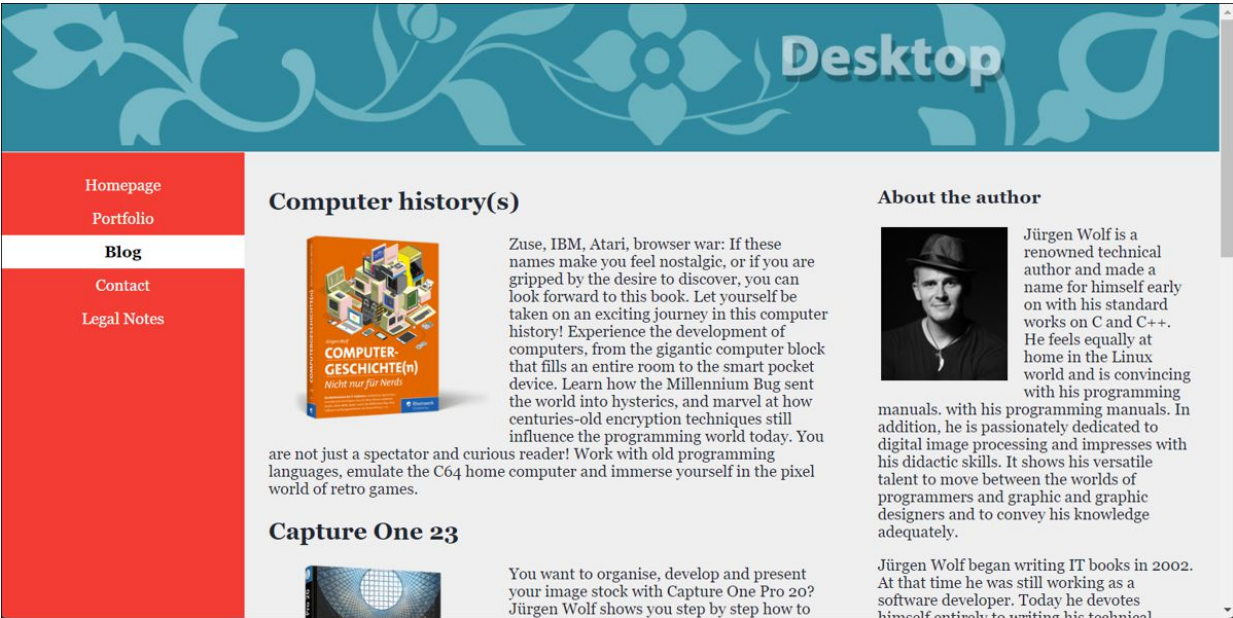 Desktop
Homepage
Portfolio
Blog
Contact
Legal Notes
Computer history(s)
COMPUTER-
GESCHICHTE(n)
Nicht nur für Nerds
Zuse, IBM, Atari, browser war: If these
names make you feel nostalgic, or if you are
gripped by the desire to discover, you can
look forward to this book. Let yourself be
taken on an exciting journey in this computer
history! Experience the development of
computers, from the gigantic computer block
that fills an entire room to the smart pocket
device. Learn how the Millennium Bug sent
the world into hysterics, and marvel at how
centuries-old encryption techniques still
influence the programming world today. You
are not just a spectator and curious reader! Work with old programming
languages, emulate the C64 home computer and immerse yourself in the pixel
world of retro games.
Capture One 23
You want to organise, develop and present
your image stock with Capture One Pro 20?
Jürgen Wolf shows you step by step how to
About the author
Jürgen Wolf is a
renowned technical
author and made a
name for himself early
on with his standard
works on C and C++.
He feels equally at
home in the Linux
world and is convincing
with his programming
manuals. with his programming manuals. In
addition, he is passionately dedicated to
digital image processing and impresses with
his didactic skills. It shows his versatile
talent to move between the worlds of
programmers and graphic and graphic
designers and to convey his knowledge
adequately.
Jürgen Wolf began writing IT books in 2002.
At that time he was still working as a
software developer. Today he devotes
himself entirely to writing his technical